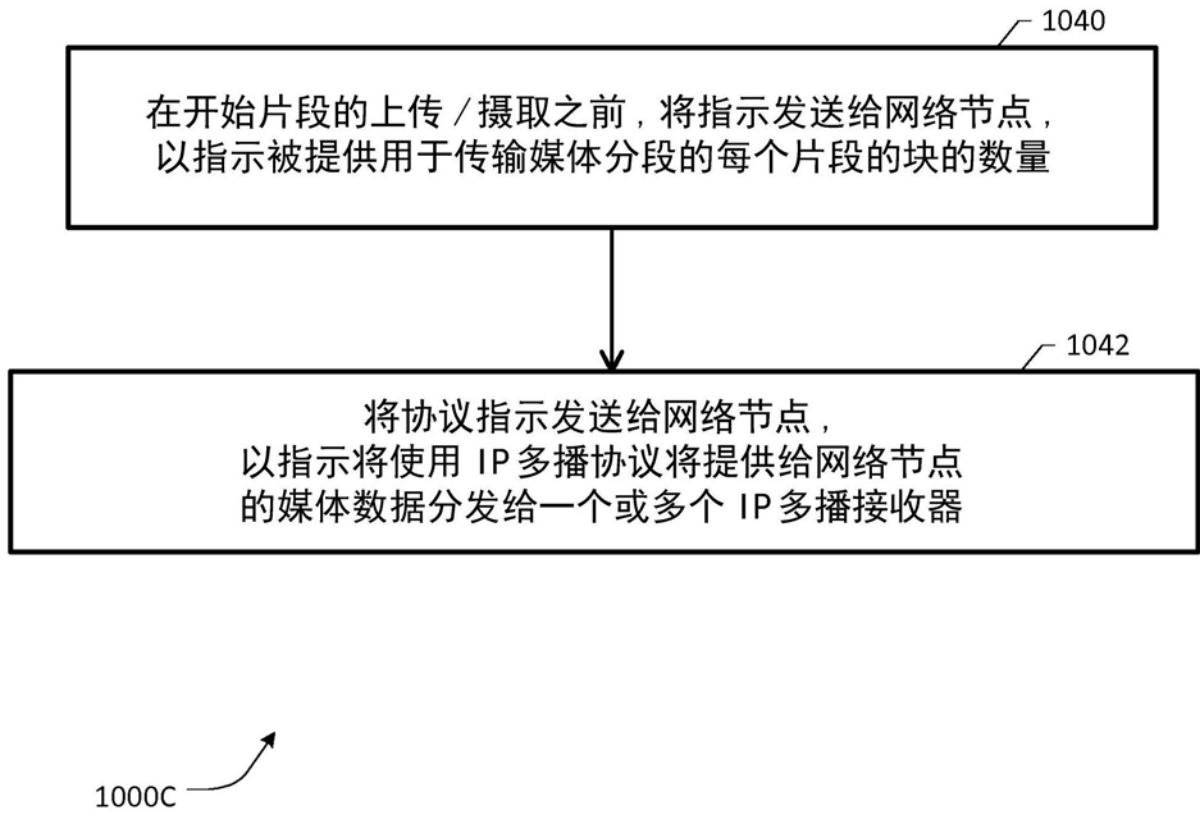 1040
在开始片段的上传/摄取之前,将指示发送给网络节点,
以指示被提供用于传输媒体分段的每个片段的块的数量
1042
将协议指示发送给网络节点,
以指示将使用 IP多播协议将提供给网络节点
的媒体数据分发给一个或多个 IP多播接收器
1000C